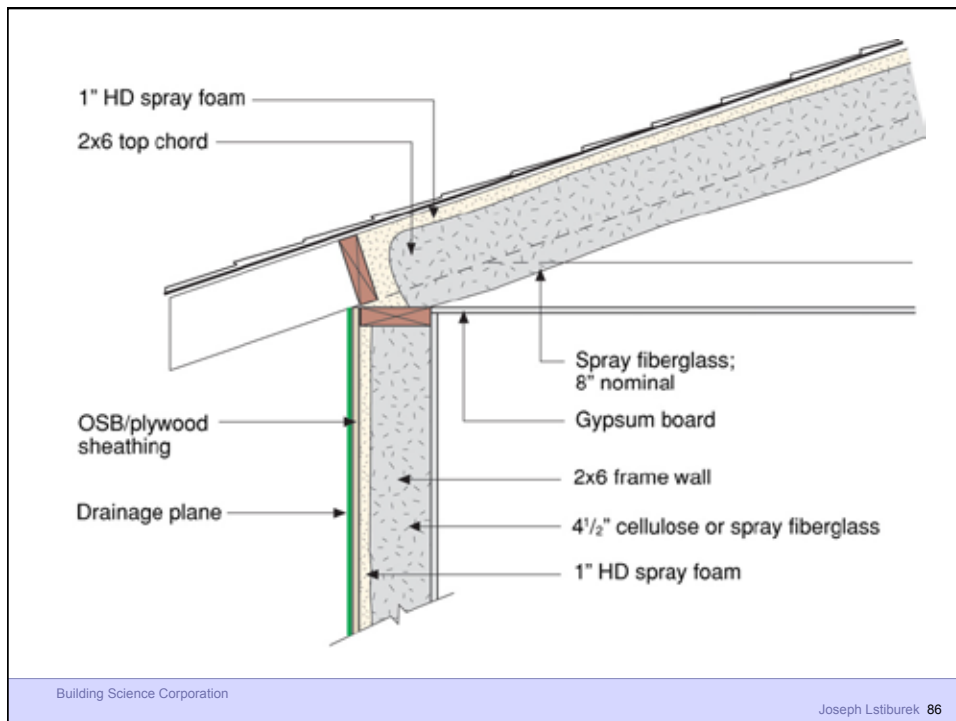 1" HD spray foam
2x6 top chord
Spray fiberglass;
8" nominal
OSB/plywood
sheathing
Gypsum board
2x6 frame wall
Drainage plane
4½" cellulose or spray fiberglass
1" HD spray foam
Building Science Corporation
Joseph Lstiburek 86